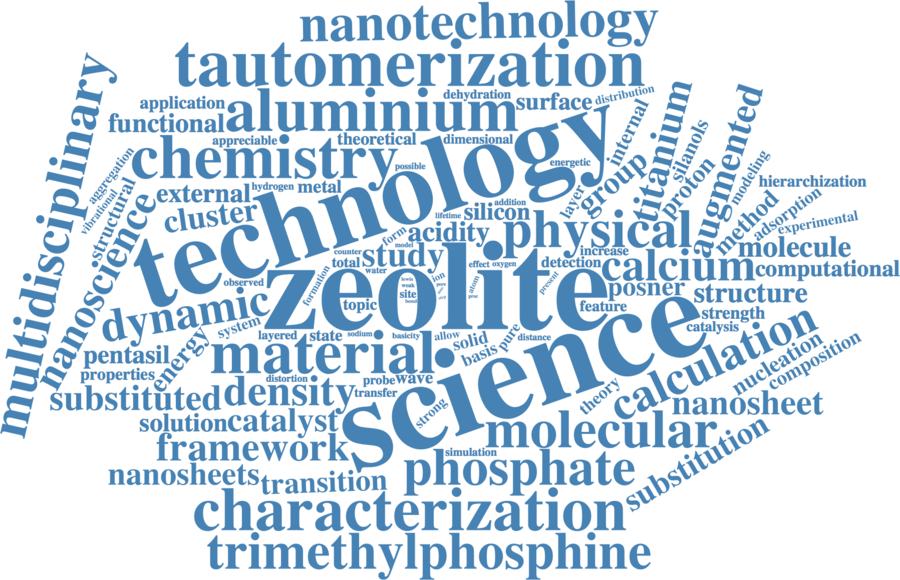 nanotechnology
tautomerization
dehydration
distribution
application
aluminium
surface
functional
appreciable
theoretical
dimensional
internal
titanium
multidisciplinary
chemistry
possible
technology
energetic
group
silanols
proton
augmented
modeling
aggregation
vibrational
structural
nanoscience
external
hydrogen
metal
layer
hierarchization
cluster
lifetime
silicon
addition
method
adsorption
experimental
form
model
acidity
physical
molecule
counter
total
study
water
effect
oxygen
increase
detection
calcium
computational
observed
formation
zeolite
lewis
weak
site
bond
ion
pore
atom
present
posner
structure
dynamic
topic
feature
strength
catalysis
system
layered
state
sodium
basicity
allow
solid
basis
pure
distance
pentasil
energy
material
science
calculation
nucleation
composition
properties
distortion
probe
wave
substituted
density
transfer
strong
theory
nanosheet
solution
catalyst
molecular
framework
simulation
substitution
nanosheets
transition
phosphate
characterization
trimethylphosphine